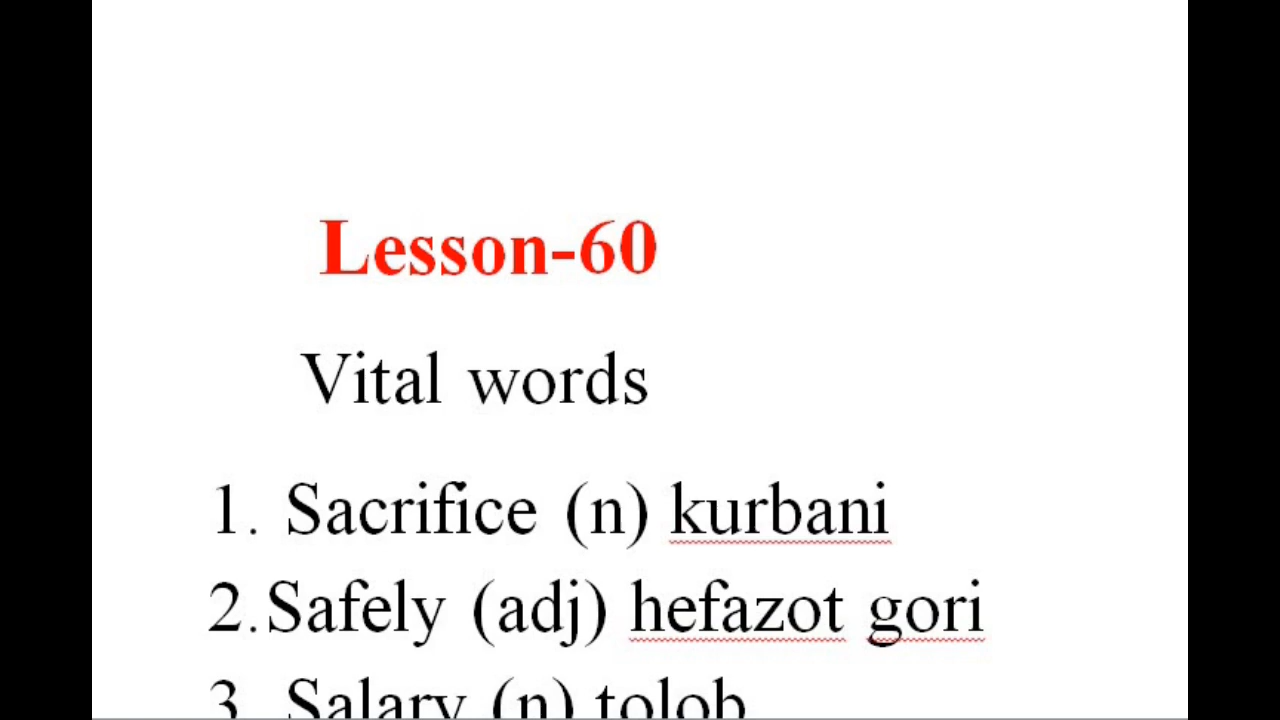 Lesson-60
Vital words
1. Sacrifice (n) kurbani
2.Safely (adj) hefazot gori
3. Salary (n) tolob